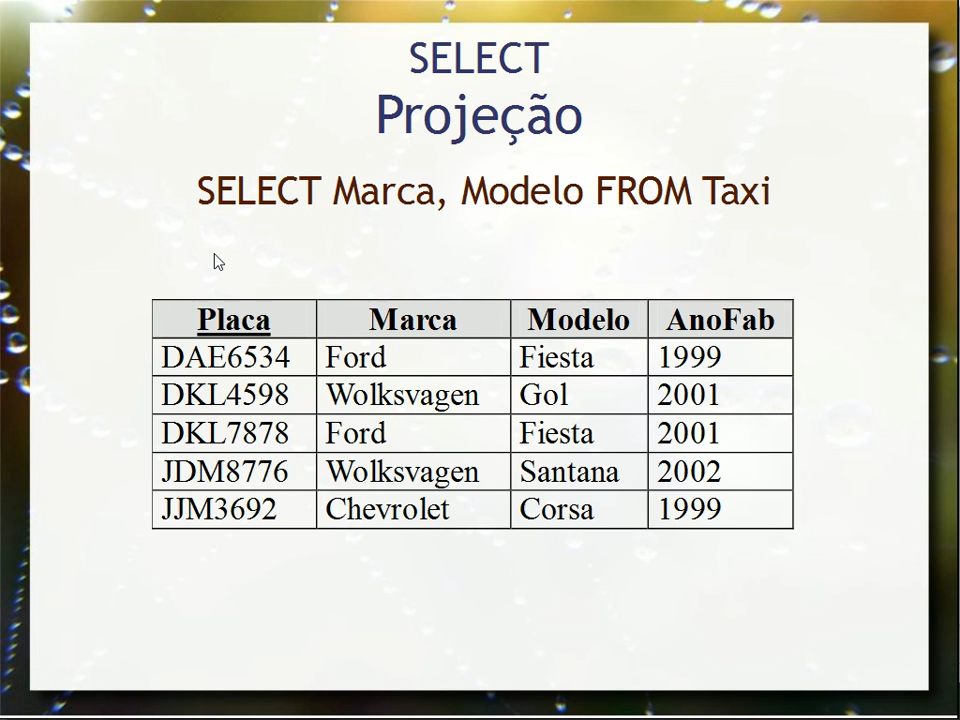 SELECT
Projeção
SELECT Marca, Modelo FROM Taxi
Placa Marca Modelo AnoFab
DAE6534 Ford Fiesta 1999
DKL4598 Wolksvagen Gol 2001
DKL7878 Ford Fiesta 2001
JDM8776 Wolksvagen Santana 2002
JJM3692 Chevrolet Corsa 1999